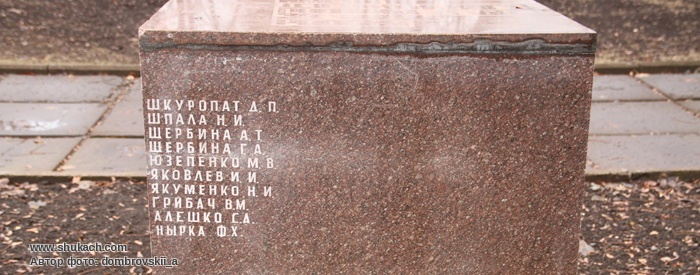 ШКУРОПАТ Д. П.
ШПАЛА Н. И.
ЩЕРБИНА А. Т
ЩЕРБИНА Г. А.
ЮЗЕПЕНКО М. В.
ЯКОВЛЕВ И. И.
ЯКУМЕНКО Н. И
ГРИБАЧ В.М.
АЛЕШКО С.А.
НЫРКА Ф.Х.
www.shukach.com
Автор фото: dombrovskii_a